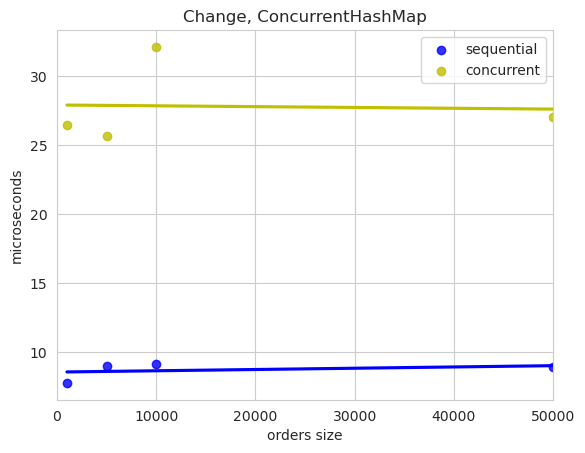 Change, ConcurrentHashMap
sequential
concurrent
microseconds
30
25
20
15
10
0
10000
20000
30000
40000
50000
orders size